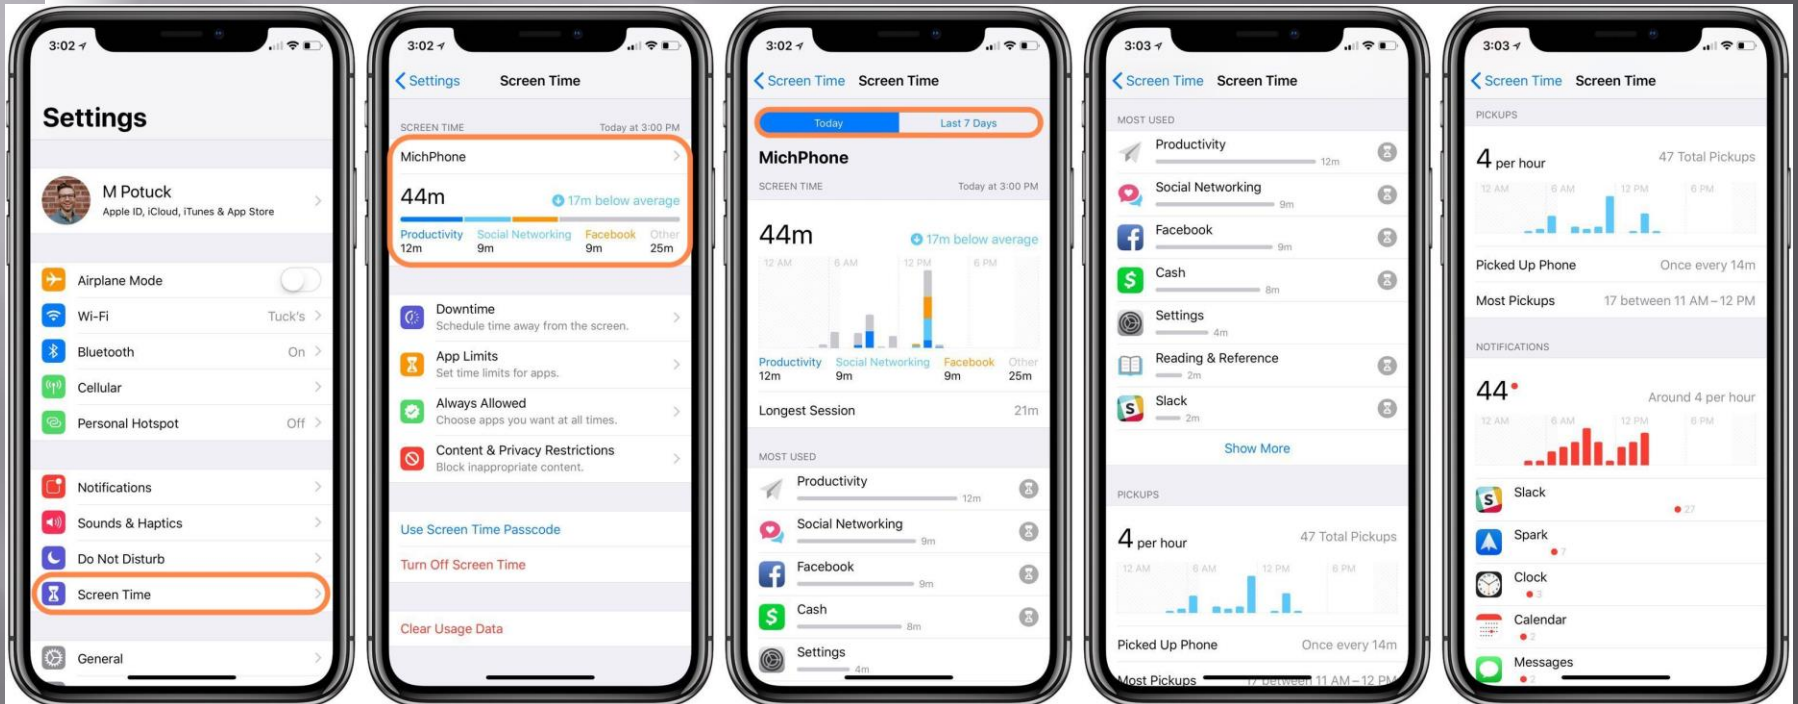 3:02
Settings
M Potuck
Apple ID, iCloud, iTunes & App Store
Airplane Mode
Wi-Fi Tuck's
Bluetooth On
Cellular
Personal Hotspot Off
Notifications
Sounds & Haptics
Do Not Disturb
Screen Time
General
3:02
Settings Screen Time
SCREEN TIME Today at 3:00 PM
MichPhone
44m 17m below average
Productivity Social Networking Facebook Other
12m 9m 9m 25m
Downtime
Schedule time away from the screen.
App Limits
Set time limits for apps.
Always Allowed
Choose apps you want at all times.
Content & Privacy Restrictions
Block inappropriate content.
Use Screen Time Passcode
Turn Off Screen Time
Clear Usage Data
3:02
Screen Time Screen Time
Today Last 7 Days
MichPhone
SCREEN TIME Today at 3:00 PM
44m 17m below average
12 AM 6 AM 12 PM 6 PM
Productivity Social Networking Facebook Other
12m 9m 9m 25m
Longest Session 21m
MOST USED
Productivity
12m
Social Networking
9m
Facebook
9m
Cash
8m
Settings
4m
3:03
Screen Time Screen Time
MOST USED
Productivity
12m
Social Networking
9m
Facebook
9m
Cash
8m
Settings
4m
Reading & Reference
2m
Slack
2m
Show More
PICKUPS
4 per hour 47 Total Pickups
12 AM 6 AM 12 PM 6 PM
Picked Up Phone Once every 14m
Most Pickups 17 between 11 AM – 12 PM
3:03
Screen Time Screen Time
PICKUPS
4 per hour 47 Total Pickups
12 AM 6 AM 12 PM 6 PM
Picked Up Phone Once every 14m
Most Pickups 17 between 11 AM – 12 PM
NOTIFICATIONS
44 Around 4 per hour
12 AM 6 AM 12 PM 6 PM
Slack
27
Spark
7
Clock
3
Calendar
2
Messages
2